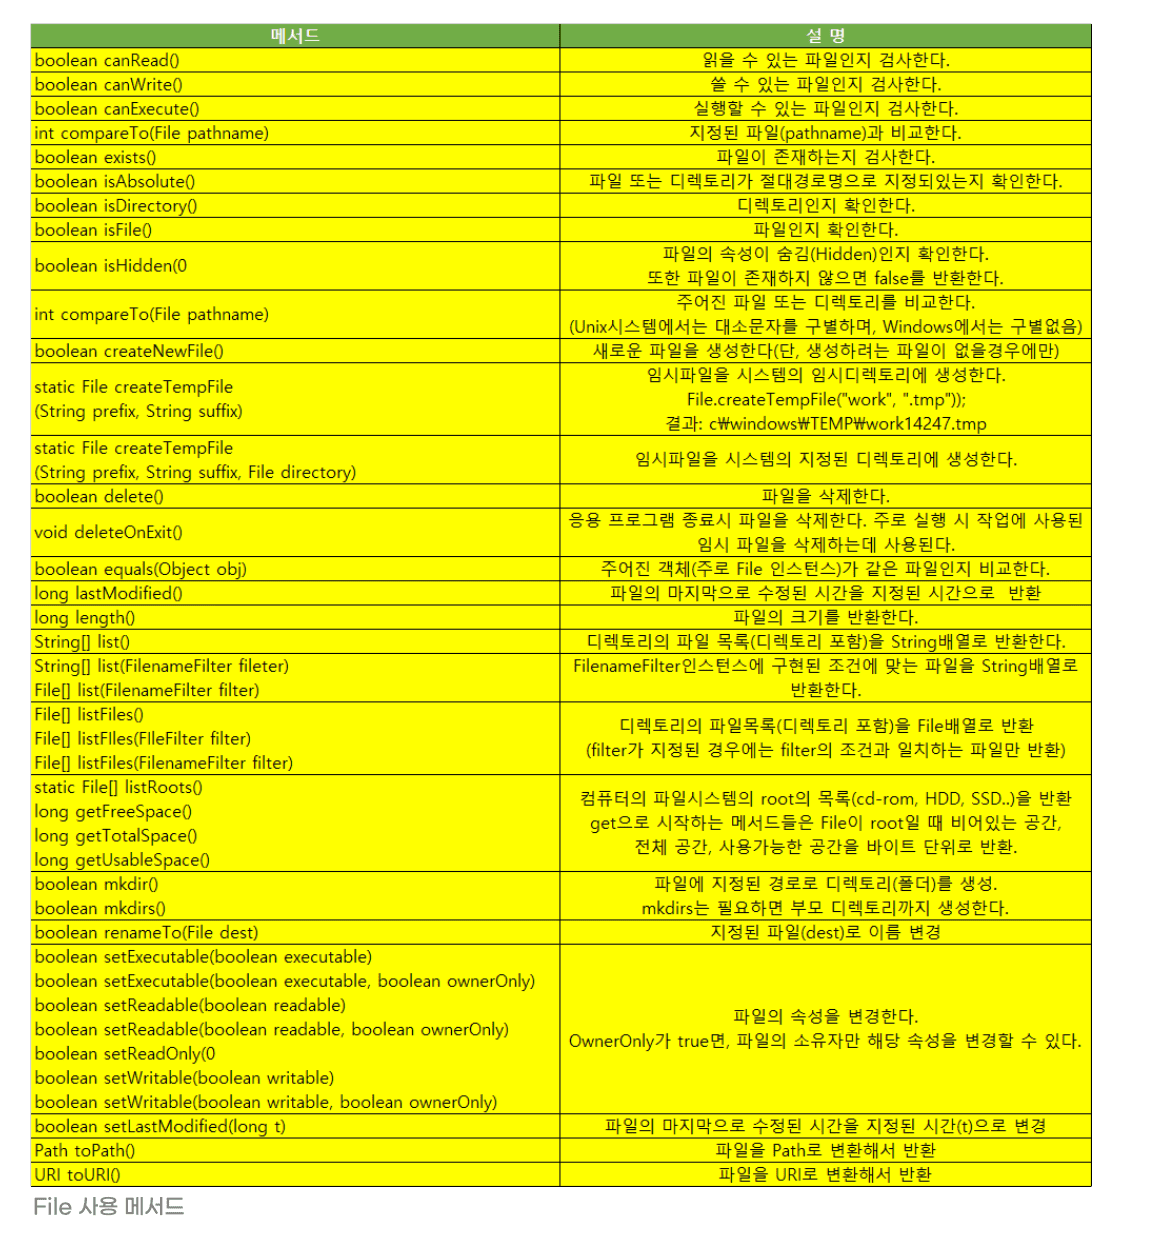 메서드
설 명
boolean canRead()
읽을 수 있는 파일인지 검사한다.
boolean canWrite()
쓸 수 있는 파일인지 검사한다.
boolean canExecute()
실행할 수 있는 파일인지 검사한다.
int compareTo(File pathname)
지정된 파일(pathname)과 비교한다.
boolean exists()
파일이 존재하는지 검사한다.
boolean isAbsolute()
파일 또는 디렉토리가 절대경로명으로 지정되있는지 확인한다.
boolean isDirectory()
디렉토리인지 확인한다.
boolean isFile()
파일인지 확인한다.
boolean isHidden(0
파일의 속성이 숨김(Hidden)인지 확인한다.
또한 파일이 존재하지 않으면 false를 반환한다.
int compareTo(File pathname)
주어진 파일 또는 디렉토리를 비교한다.
(Unix시스템에서는 대소문자를 구별하며, Windows에서는 구별없음)
boolean createNewFile()
새로운 파일을 생성한다(단, 생성하려는 파일이 없을경우에만)
static File createTempFile
(String prefix, String suffix)
임시파일을 시스템의 임시디렉토리에 생성한다.
File.createTempFile("work", ".tmp"));
결과: c₩windows₩TEMP₩work14247.tmp
static File createTempFile
(String prefix, String suffix, File directory)
임시파일을 시스템의 지정된 디렉토리에 생성한다.
boolean delete()
파일을 삭제한다.
void deleteOnExit()
응용 프로그램 종료시 파일을 삭제한다. 주로 실행 시 작업에 사용된
임시 파일을 삭제하는데 사용된다.
boolean equals(Object obj)
주어진 객체(주로 File 인스턴스)가 같은 파일인지 비교한다.
long lastModified()
파일의 마지막으로 수정된 시간을 지정된 시간으로  반환
long length()
파일의 크기를 반환한다.
String[] list()
디렉토리의 파일 목록(디렉토리 포함)을 String배열로 반환한다.
String[] list(FilenameFilter fileter)
File[] list(FilenameFilter filter)
FilenameFilter인스턴스에 구현된 조건에 맞는 파일을 String배열로
반환한다.
File[] listFiles()
File[] listFIles(FIleFilter filter)
File[] listFIles(FilenameFilter filter)
디렉토리의 파일목록(디렉토리 포함)을 File배열로 반환
(filter가 지정된 경우에는 filter의 조건과 일치하는 파일만 반환)
static File[] listRoots()
long getFreeSpace()
long getTotalSpace()
long getUsableSpace()
컴퓨터의 파일시스템의 root의 목록(cd-rom, HDD, SSD..)을 반환
get으로 시작하는 메서드들은 File이 root일 때 비어있는 공간,
전체 공간, 사용가능한 공간을 바이트 단위로 반환.
boolean mkdir()
boolean mkdirs()
파일에 지정된 경로로 디렉토리(폴더)를 생성.
mkdirs는 필요하면 부모 디렉토리까지 생성한다.
boolean renameTo(File dest)
지정된 파일(dest)로 이름 변경
boolean setExecutable(boolean executable)
boolean setExecutable(boolean executable, boolean ownerOnly)
boolean setReadable(boolean readable)
boolean setReadable(boolean readable, boolean ownerOnly)
boolean setReadOnly(0
boolean setWritable(boolean writable)
boolean setWritable(boolean writable, boolean ownerOnly)
파일의 속성을 변경한다.
OwnerOnly가 true면, 파일의 소유자만 해당 속성을 변경할 수 있다.
boolean setLastModified(long t)
파일의 마지막으로 수정된 시간을 지정된 시간(t)으로 변경
Path toPath()
파일을 Path로 변환해서 반환
URI toURI()
파일을 URI로 변환해서 반환
File 사용 메서드